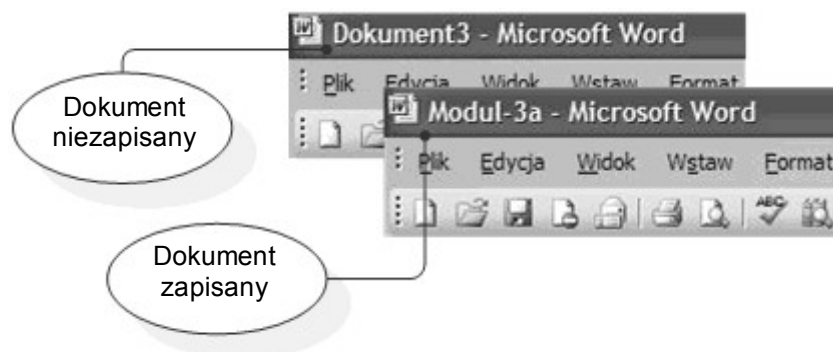 Dokument3 - Microsoft Word
Plik Edycja Widok Wstaw Format
Dokument
niezapisany
Modul-3a - Microsoft Word
Plik Edycja Widok Wstaw Format
ABC
Dokument
zapisany